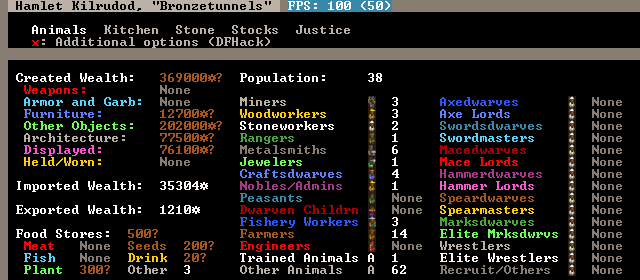 Hamlet Kilrudod, "Bronzetunnels" FPS: 100 (50)
Animals Kitchen Stone Stocks Justice
x: Additional options (DFHack)
Created Wealth: 369000☼? Population: 38
Weapons: None
Armor and Garb: None Miners 3 Axedwarves None
Furniture: 12700☼? Woodworkers 3 Axe Lords None
Other Objects: 202000☼? Stoneworkers 2 Swordsdwarves None
Architecture: 77500☼? Rangers 1 Swordmasters None
Displayed: 76100☼? Metalsmiths 6 Macedwarves None
Held/Worn: None Jewelers 1 Mace Lords None
Craftsdwarves 4 Hammerdwarves None
Imported Wealth: 35304☼ Nobles/Admins 1 Hammer Lords None
Peasants None Speardwarves None
Exported Wealth: 1210☼ Dwarven Childrn None Spearmasters None
Fishery Workers 3 Marksdwarves None
Food Stores: 500? Farmers 14 Elite Mrksdwrvs None
Meat None Seeds 200? Engineers None Wrestlers None
Fish None Drink 20? Trained Animals A 1 Elite Wrestlers None
Plant 300? Other 3 Other Animals A 62 Recruit/Others None